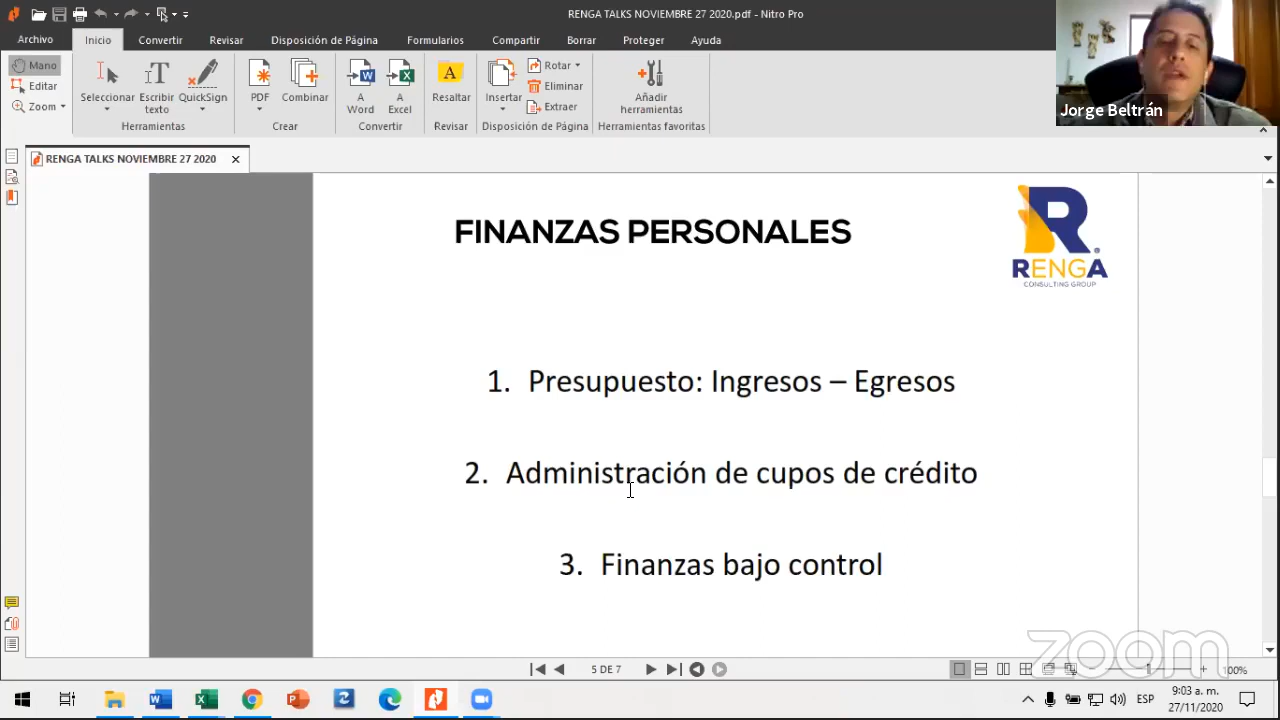 RENGA TALKS NOVIEMBRE 27 2020.pdf - Nitro Pro
Archivo Inicio Convertir Revisar Disposición de Página Formularios Compartir Borrar Proteger Ayuda
Mano
Editar
Zoom
Seleccionar
Escribir texto
QuickSign
Herramientas
PDF
Combinar
Crear
A Word
A Excel
Convertir
Resaltar
Revisar
Insertar
Rotar
Eliminar
Extraer
Disposición de Página
Añadir herramientas
Herramientas favoritas
Jorge Beltrán
RENGA TALKS NOVIEMBRE 27 2020
FINANZAS PERSONALES
R
RENGA
CONSULTING GROUP
1. Presupuesto: Ingresos – Egresos
2. Administración de cupos de crédito
3. Finanzas bajo control
zoom
5 DE 7
100%
ESP
9:03 a. m.
27/11/2020